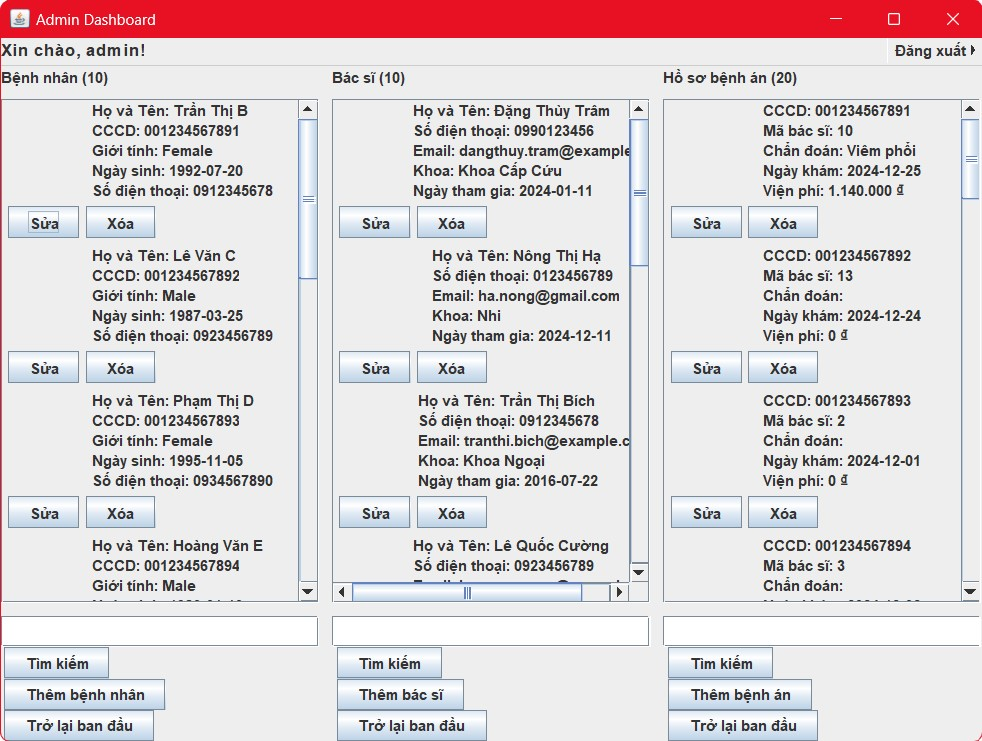 Admin Dashboard
Xin chào, admin!
Đăng xuất
Bệnh nhân (10)
Họ và Tên: Trần Thị B
CCCD: 001234567891
Giới tính: Female
Ngày sinh: 1992-07-20
Số điện thoại: 0912345678
Sửa
Xóa
Họ và Tên: Lê Văn C
CCCD: 001234567892
Giới tính: Male
Ngày sinh: 1987-03-25
Số điện thoại: 0923456789
Sửa
Xóa
Họ và Tên: Phạm Thị D
CCCD: 001234567893
Giới tính: Female
Ngày sinh: 1995-11-05
Số điện thoại: 0934567890
Sửa
Xóa
Họ và Tên: Hoàng Văn E
CCCD: 001234567894
Giới tính: Male
Tìm kiếm
Thêm bệnh nhân
Trở lại ban đầu
Bác sĩ (10)
Họ và Tên: Đặng Thùy Trâm
Số điện thoại: 0990123456
Email: dangthuy.tram@example
Khoa: Khoa Cấp Cứu
Ngày tham gia: 2024-01-11
Sửa
Xóa
Họ và Tên: Nông Thị Hạ
Số điện thoại: 0123456789
Email: ha.nong@gmail.com
Khoa: Nhi
Ngày tham gia: 2024-12-11
Sửa
Xóa
Họ và Tên: Trần Thị Bích
Số điện thoại: 0912345678
Email: tranthi.bich@example.c
Khoa: Khoa Ngoại
Ngày tham gia: 2016-07-22
Sửa
Xóa
Họ và Tên: Lê Quốc Cường
Số điện thoại: 0923456789
Tìm kiếm
Thêm bác sĩ
Trở lại ban đầu
Hồ sơ bệnh án (20)
CCCD: 001234567891
Mã bác sĩ: 10
Chẩn đoán: Viêm phổi
Ngày khám: 2024-12-25
Viện phí: 1.140.000 ₫
Sửa
Xóa
CCCD: 001234567892
Mã bác sĩ: 13
Chẩn đoán:
Ngày khám: 2024-12-24
Viện phí: 0 ₫
Sửa
Xóa
CCCD: 001234567893
Mã bác sĩ: 2
Chẩn đoán:
Ngày khám: 2024-12-01
Viện phí: 0 ₫
Sửa
Xóa
CCCD: 001234567894
Mã bác sĩ: 3
Chẩn đoán:
Tìm kiếm
Thêm bệnh án
Trở lại ban đầu